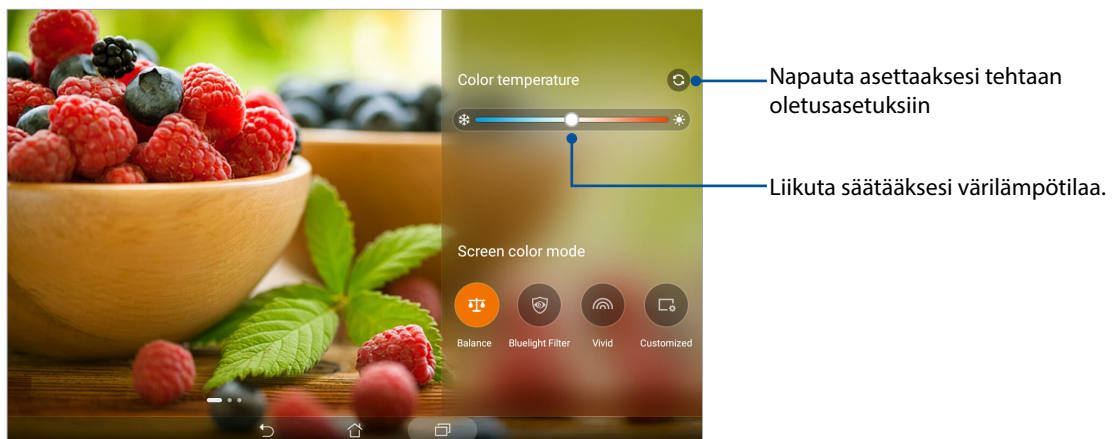 Color temperature
Napauta asettaaksesi tehtaan
oletusasetuksiin
Liikuta säätääksesi värilämpötilaa.
Screen color mode
Balance
Bluelight Filter
Vivid
Customized